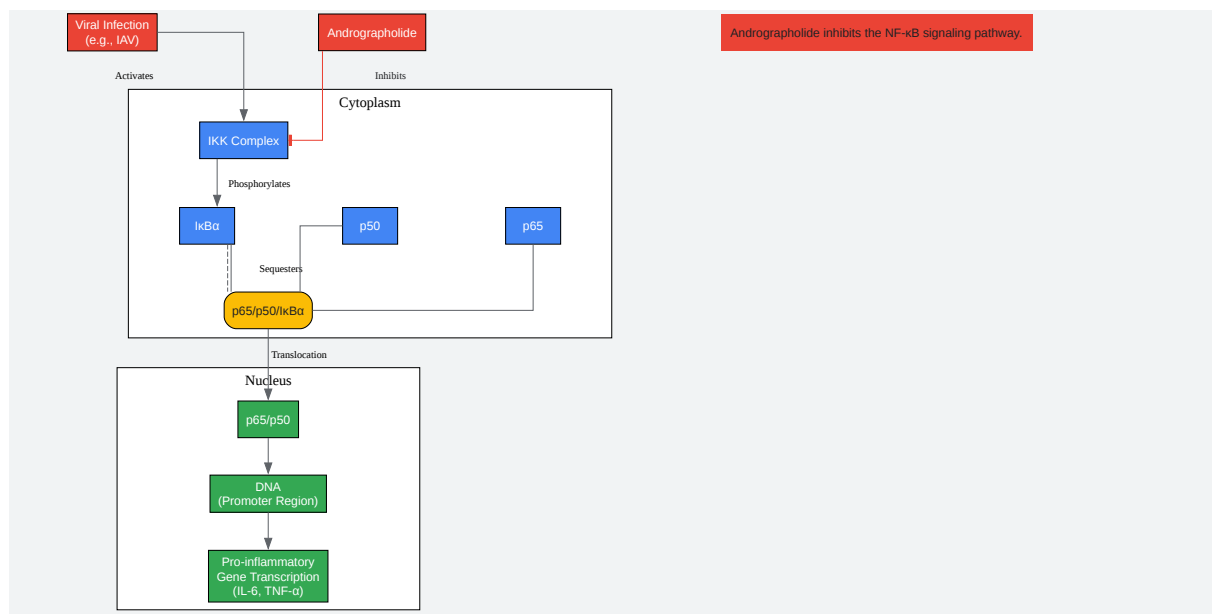 Viral Infection
(e.g., IAV)
Andrographolide
Andrographolide inhibits the NF-κB signaling pathway.
Activates
Inhibits
Cytoplasm
IKK Complex
Phosphorylates
IκBα
p50
p65
Sequesters
p65/p50/IκBα
Translocation
Nucleus
p65/p50
DNA
(Promoter Region)
Pro-inflammatory
Gene Transcription
(IL-6, TNF-α)